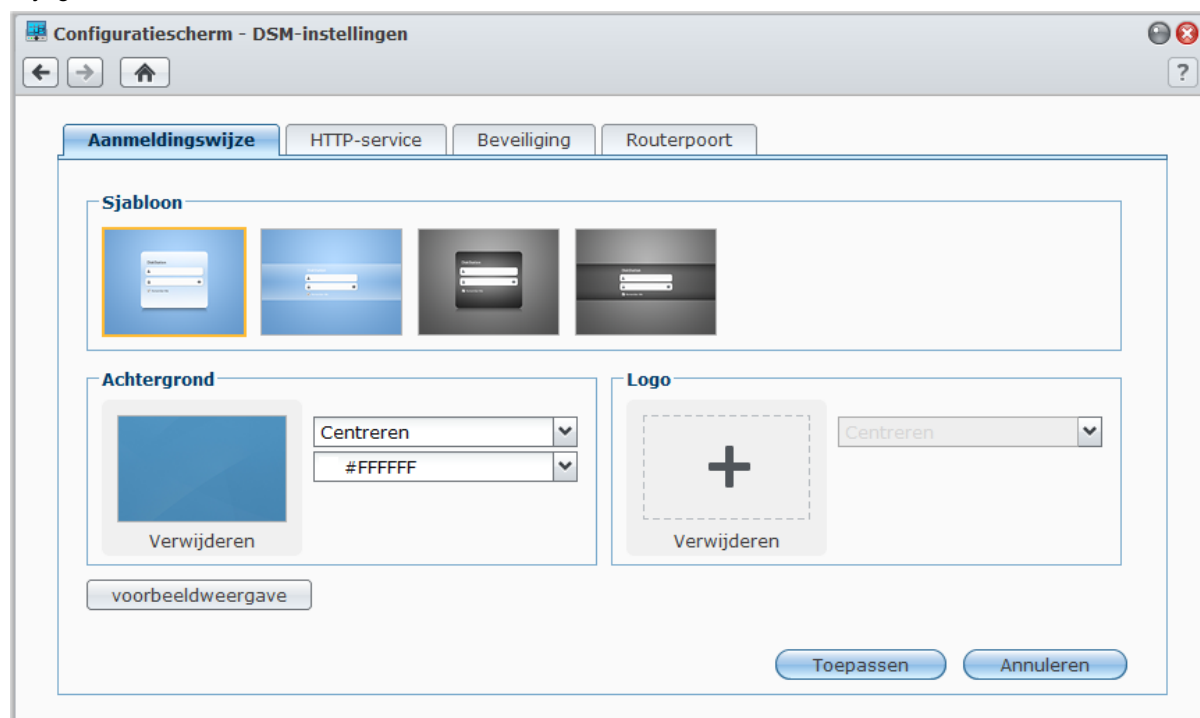 Configuratiescherm - DSM-instellingen
?
Aanmeldingswijze
HTTP-service
Beveiliging
Routerpoort
Sjabloon
Achtergrond
Centreren
#FFFFFF
Verwijderen
Logo
Centreren
Verwijderen
voorbeeldweergave
Toepassen
Annuleren